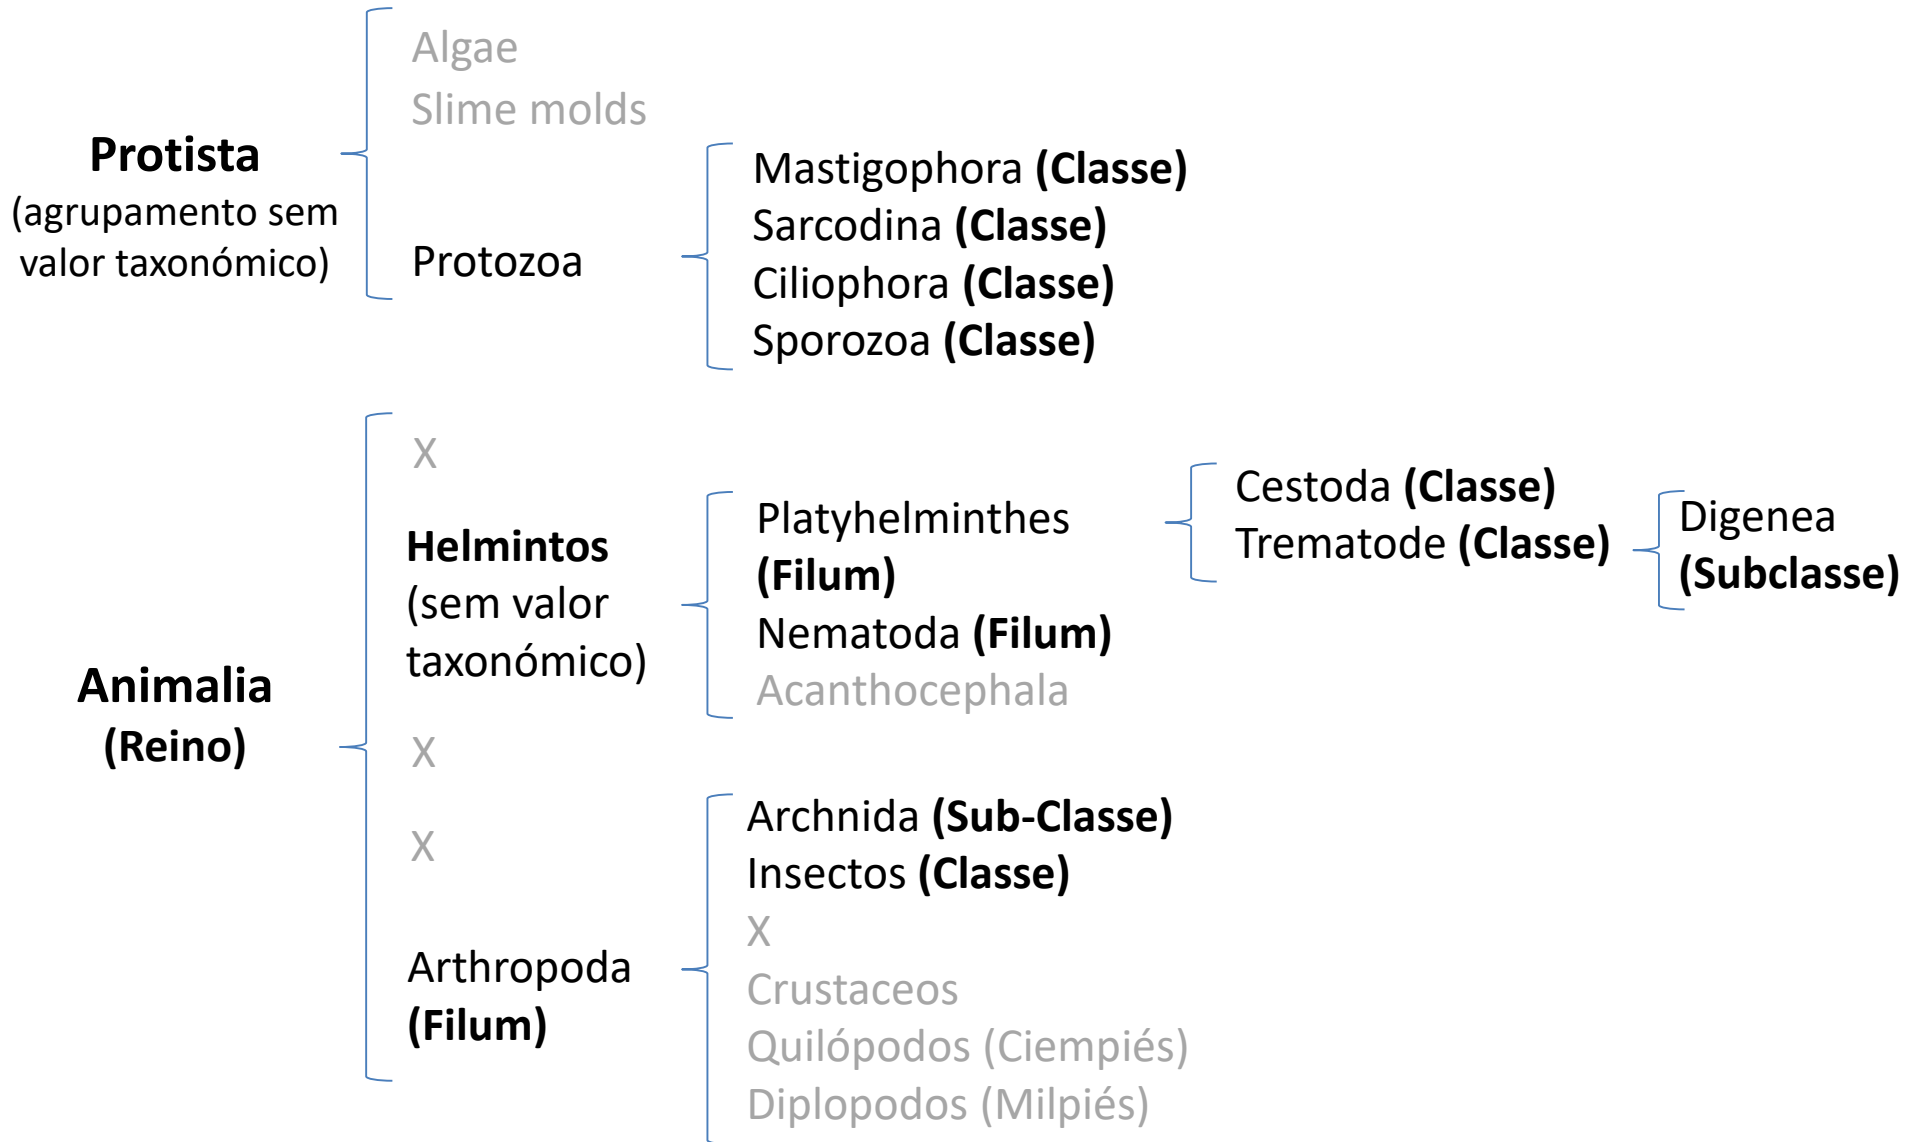 Algae
Slime molds
Protista
(agrupamento sem
valor taxonómico)
Protozoa
Mastigophora (Classe)
Sarcodina (Classe)
Ciliophora (Classe)
Sporozoa (Classe)
Animalia
(Reino)
X
Helmintos
(sem valor
taxonómico)
Platyhelminthes
(Filum)
Nematoda (Filum)
Acanthocephala
Cestoda (Classe)
Trematode (Classe)
Digenea
(Subclasse)
X
X
Arthropoda
(Filum)
Archnida (Sub-Classe)
Insectos (Classe)
X
Crustaceos
Quilópodos (Ciempiés)
Diplopodos (Milpiés)